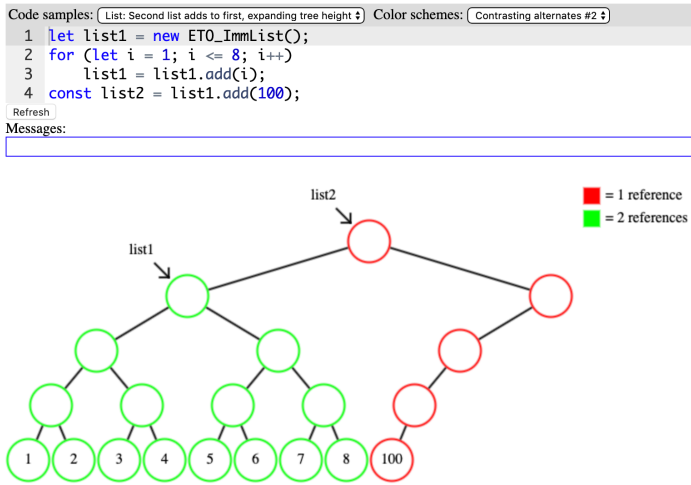 Code samples: List: Second list adds to first, expanding tree height Color schemes: Contrasting alternates #2
1 let list1 = new ETO_ImmList();
2 for (let i = 1; i <= 8; i++)
3     list1 = list1.add(i);
4 const list2 = list1.add(100);
Refresh
Messages:
list2
= 1 reference
= 2 references
list1
1 2 3 4 5 6 7 8 100